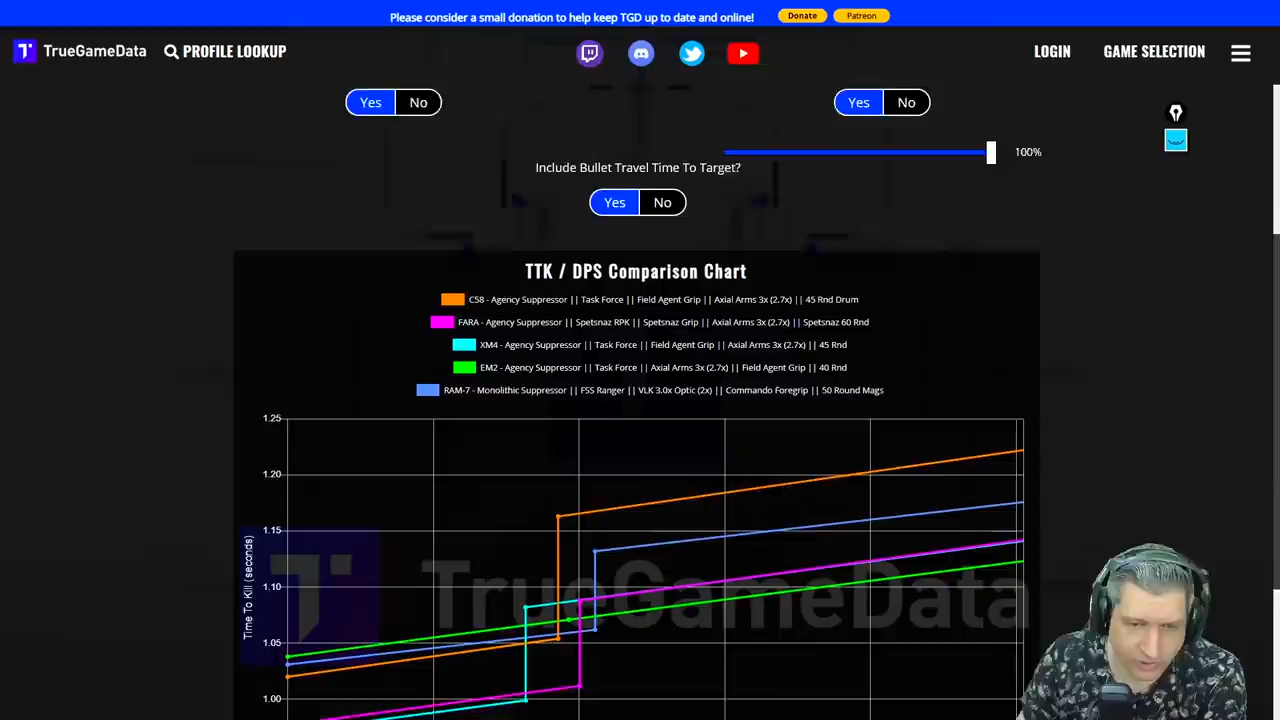 Please consider a small donation to help keep TGD up to date and online!
Donate
Patreon
TrueGameData
PROFILE LOOKUP
LOGIN
GAME SELECTION
Yes No
Yes No
100%
Include Bullet Travel Time To Target?
Yes No
TTK / DPS Comparison Chart
C58 - Agency Suppressor || Task Force || Field Agent Grip || Axial Arms 3x (2.7x) || 45 Rnd Drum
FARA - Agency Suppressor || Spetsnaz RPK || Spetsnaz Grip || Axial Arms 3x (2.7x) || Spetsnaz 60 Rnd
XM4 - Agency Suppressor || Task Force || Field Agent Grip || Axial Arms 3x (2.7x) || 45 Rnd
EM2 - Agency Suppressor || Task Force || Axial Arms 3x (2.7x) || Field Agent Grip || 40 Rnd
RAM-7 - Monolithic Suppressor || FSS Ranger || VLK 3.0x Optic (2x) || Commando Foregrip || 50 Round Mags
1.25
1.20
1.15
1.10
1.05
1.00
Time To Kill (seconds)
TrueGameData